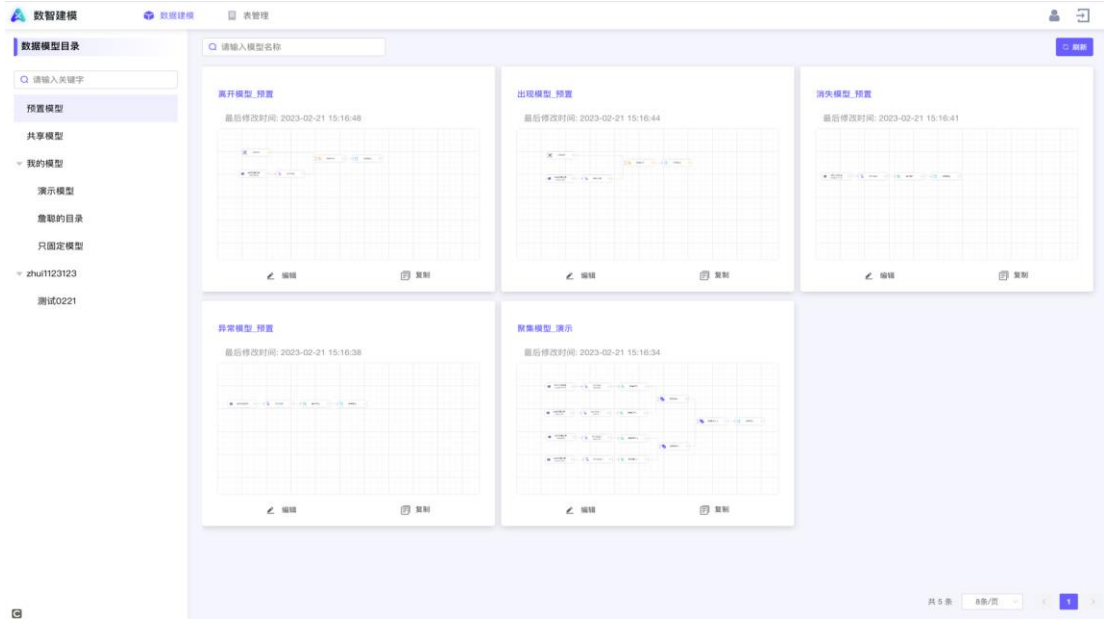 数智建模
数据建模
表管理
数据模型目录
请输入关键字
预置模型
共享模型
我的模型
演示模型
詹聪的目录
只固定模型
zhul1123123
测试0221
请输入模型名称
刷新
离开模型_预置
最后修改时间: 2023-02-21 15:16:48
编辑 复制
出现模型_预置
最后修改时间: 2023-02-21 15:16:44
编辑 复制
消失模型_预置
最后修改时间: 2023-02-21 15:16:41
编辑 复制
异常模型_预置
最后修改时间: 2023-02-21 15:16:38
编辑 复制
聚集模型_演示
最后修改时间: 2023-02-21 15:16:34
编辑 复制
共 5 条 8条/页 1